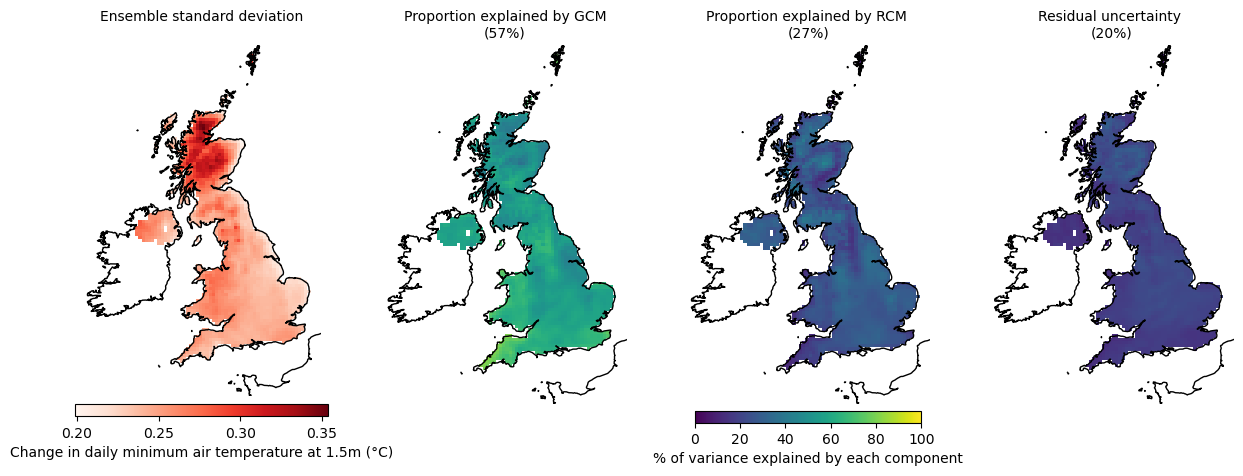 Ensemble standard deviation
Proportion explained by GCM
(57%)
Proportion explained by RCM
(27%)
Residual uncertainty
(20%)
0.20 0.25 0.30 0.35
Change in daily minimum air temperature at 1.5m (°C)
0 20 40 60 80 100
% of variance explained by each component